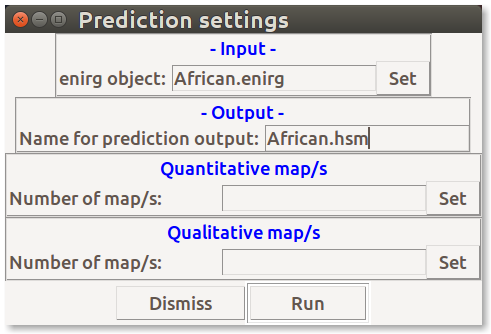 Prediction settings
- Input -
enirg object: African.enirg Set
- Output -
Name for prediction output: African.hsm
Quantitative map/s
Number of map/s: Set
Qualitative map/s
Number of map/s: Set
Dismiss Run